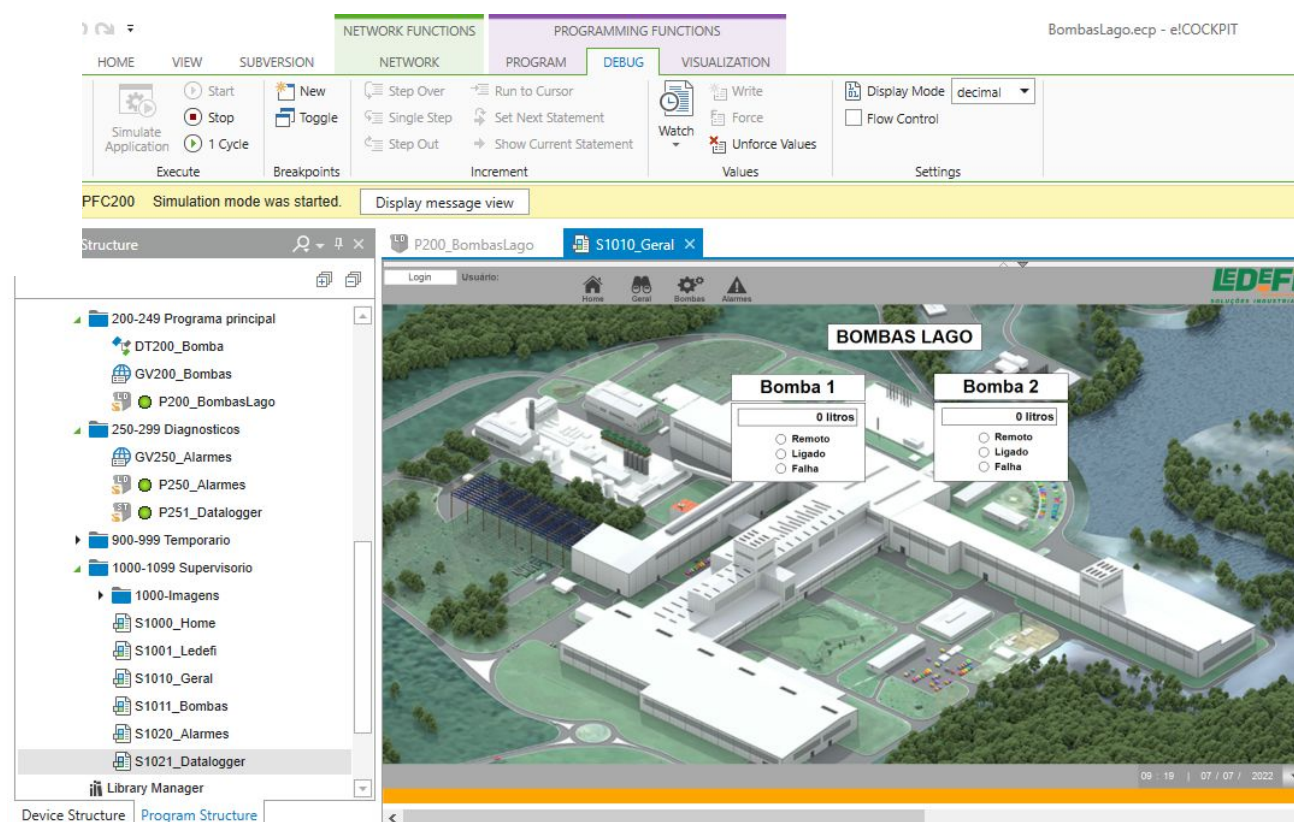 BombasLago.ecp - e!COCKPIT
NETWORK FUNCTIONS
PROGRAMMING FUNCTIONS
HOME
VIEW
SUBVERSION
NETWORK
PROGRAM
DEBUG
VISUALIZATION
Simulate
Application
Start
Stop
1 Cycle
Execute
New
Toggle
Breakpoints
Step Over
Single Step
Step Out
Run to Cursor
Set Next Statement
Show Current Statement
Increment
Watch
Write
Force
Unforce Values
Values
Display Mode decimal
Flow Control
Settings
PFC200 Simulation mode was started. Display message view
Structure
200-249 Programa principal
DT200_Bomba
GV200_Bombas
P200_BombasLago
250-299 Diagnosticos
GV250_Alarmes
P250_Alarmes
P251_Datalogger
900-999 Temporario
1000-1099 Supervisorio
1000-Imagens
S1000_Home
S1001_Ledefi
S1010_Geral
S1011_Bombas
S1020_Alarmes
S1021_Datalogger
Library Manager
Device Structure
Program Structure
P200_BombasLago
S1010_Geral
Login
Usuário:
Home
Geral
Bombas
Alarmes
LEDEF
SOLUÇÕES INDUSTRIA
BOMBAS LAGO
Bomba 1
0 litros
Remoto
Ligado
Falha
Bomba 2
0 litros
Remoto
Ligado
Falha
09 : 19 | 07 / 07 / 2022